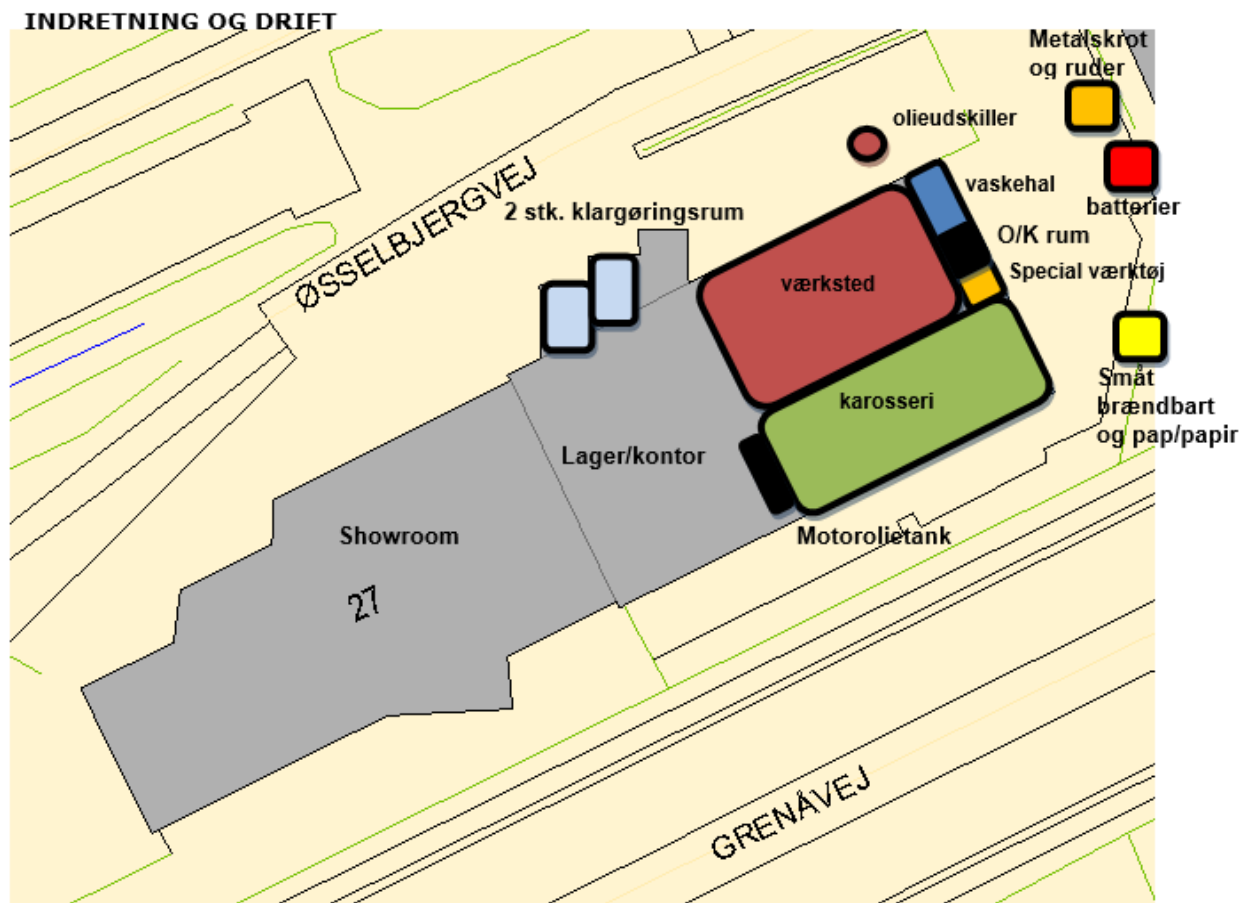 INDRETNING OG DRIFT
Metalskrot
og ruder
olieudskiller
vaskehal
batterier
2 stk. klargøringsrum
O/K rum
ØSSELBJERGVEJ
Special værktøj
værksted
Småt
brændbart
og pap/papir
karosseri
Lager/kontor
Showroom
Motorolietank
27
GRENÅVEJ